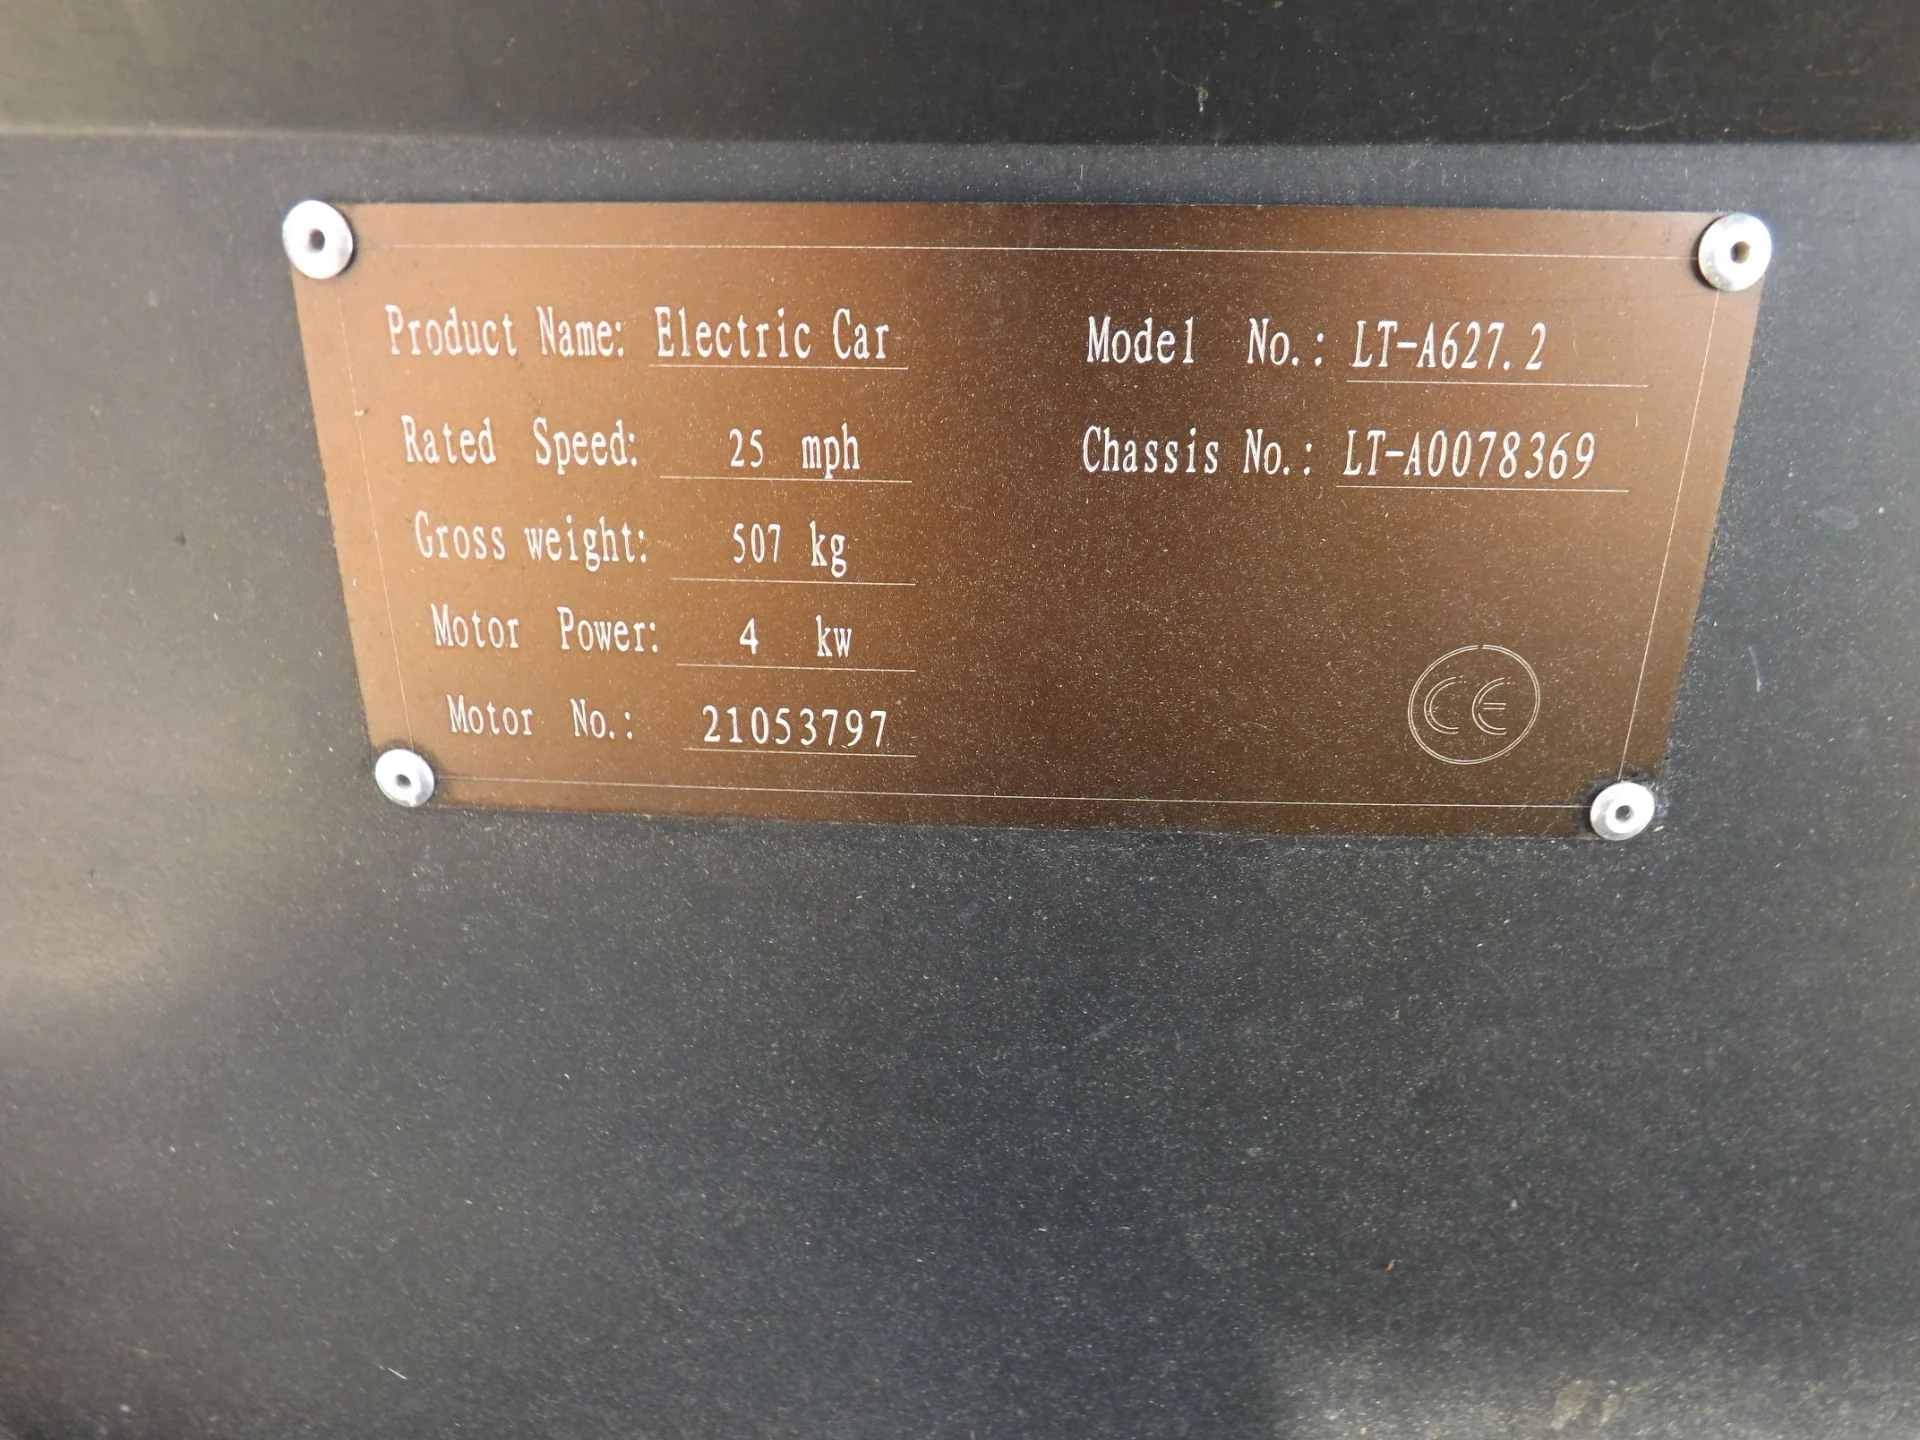 Product Name: Electric Car
Model No.: LT-A627.2
Rated Speed: 25 mph
Chassis No.: LT-A0078369
Gross weight: 507 kg
Motor Power: 4 kw
Motor No.: 21053797
CE